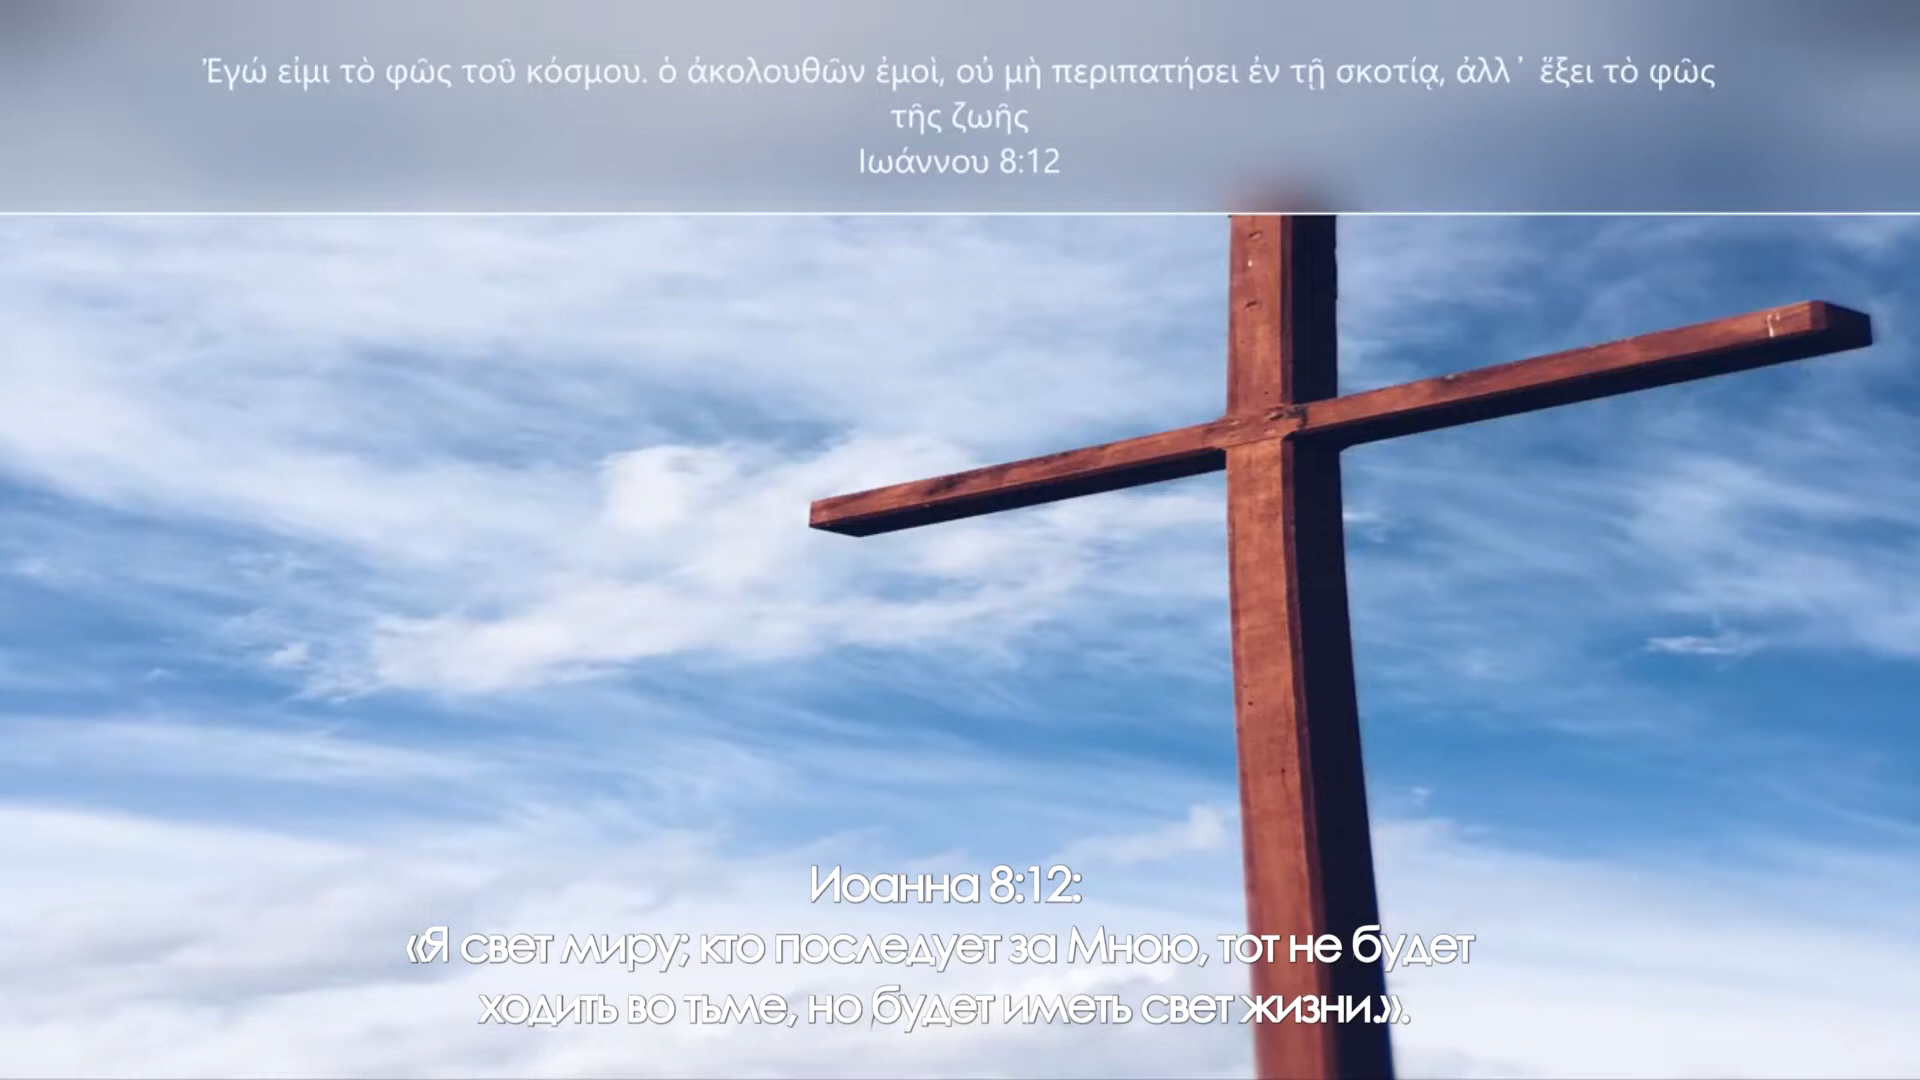 Ἐγώ εἰμι τὸ φῶς τοῦ κόσμου. ὁ ἀκολουθῶν ἐμοὶ, οὐ μὴ περιπατήσει ἐν τῇ σκοτίᾳ, ἀλλ᾽ ἕξει τὸ φῶς
τῆς ζωῆς
Ιωάννου 8:12
Иоанна 8:12:
«Я свет миру; кто последует за Мною, тот не будет
ходить во тьме, но будет иметь свет жизни.».